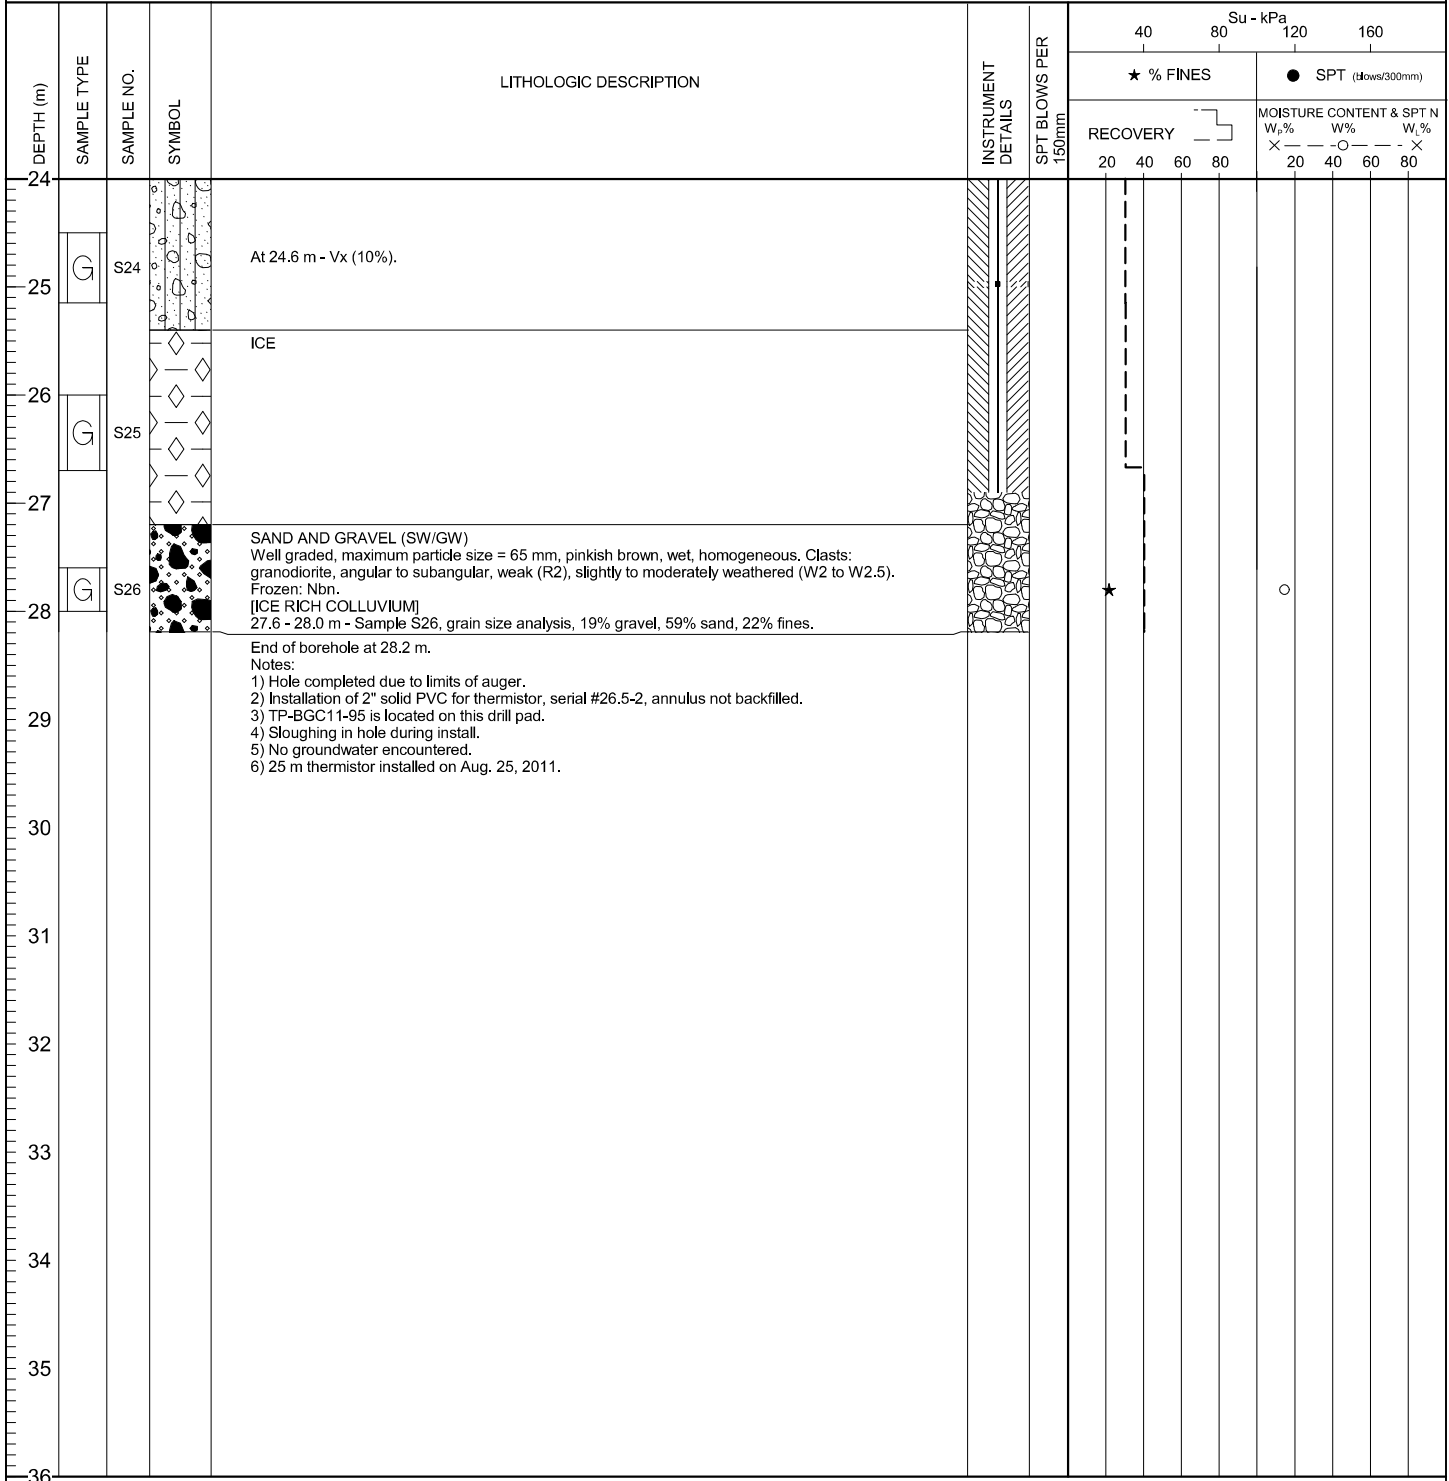 DEPTH (m)
SAMPLE TYPE
SAMPLE NO.
SYMBOL
LITHOLOGIC DESCRIPTION
INSTRUMENT
DETAILS
SPT BLOWS PER
150mm
Su - kPa
40 80 120 160
★ % FINES
● SPT (blows/300mm)
RECOVERY
MOISTURE CONTENT & SPT N
WP% W% WL%
20 40 60 80 20 40 60 80
24
At 24.6 m - Vx (10%).
G S24
25
ICE
26
G S25
27
SAND AND GRAVEL (SW/GW)
Well graded, maximum particle size = 65 mm, pinkish brown, wet, homogeneous. Clasts:
granodiorite, angular to subangular, weak (R2), slightly to moderately weathered (W2 to W2.5).
Frozen: Nbn.
G S26
[ICE RICH COLLUVIUM]
28
27.6 - 28.0 m - Sample S26, grain size analysis, 19% gravel, 59% sand, 22% fines.
End of borehole at 28.2 m.
Notes:
1) Hole completed due to limits of auger.
2) Installation of 2" solid PVC for thermistor, serial #26.5-2, annulus not backfilled.
3) TP-BGC11-95 is located on this drill pad.
29
4) Sloughing in hole during install.
5) No groundwater encountered.
6) 25 m thermistor installed on Aug. 25, 2011.
30
31
32
33
34
35
36